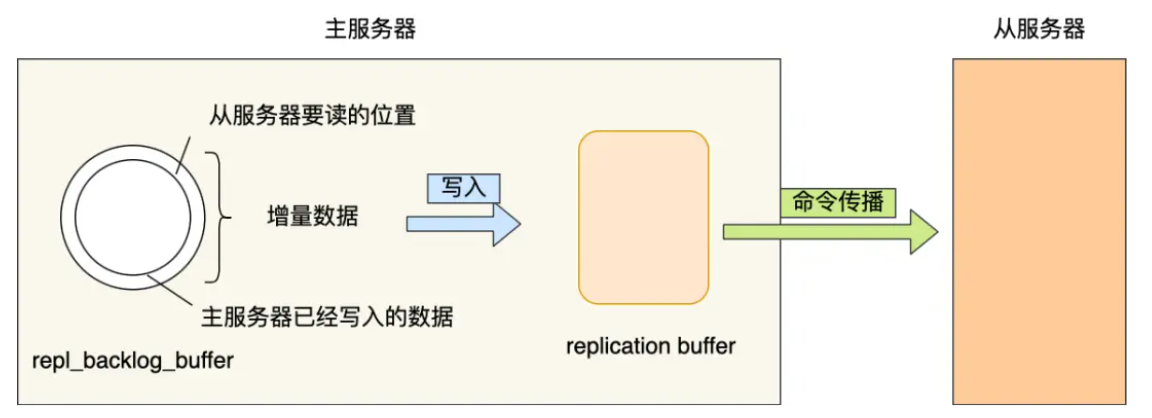 主服务器
从服务器
从服务器要读的位置
增量数据
写入
命令传播
主服务器已经写入的数据
repl_backlog_buffer
replication buffer